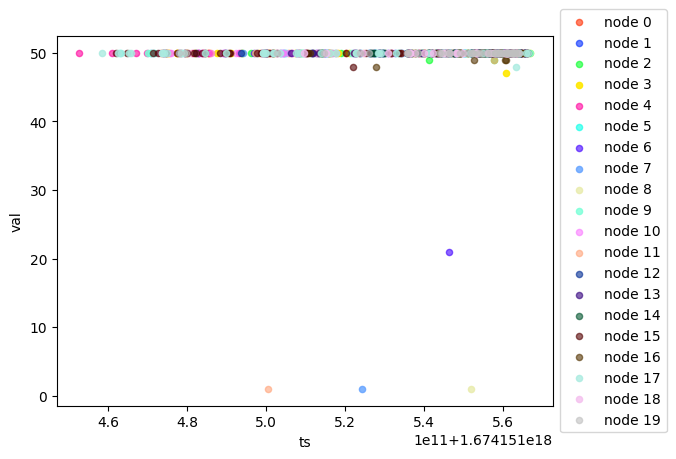 50
40
30
20
10
0
val
4.6 4.8 5.0 5.2 5.4 5.6
ts
1e11+1.674151e18
node 0
node 1
node 2
node 3
node 4
node 5
node 6
node 7
node 8
node 9
node 10
node 11
node 12
node 13
node 14
node 15
node 16
node 17
node 18
node 19